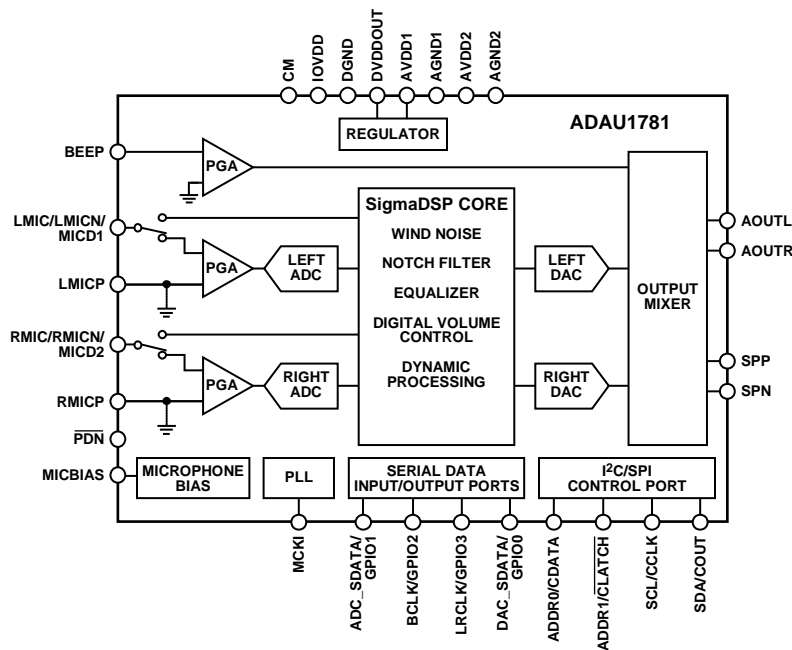 CM
IOVDD
DGND
DVDDOUT
AVDD1
AGND1
AVDD2
AGND2
REGULATOR
ADAU1781
BEEP
PGA
LMIC/LMICN/
MICD1
PGA
LEFT
ADC
LMICP
RMIC/RMICN/
MICD2
PGA
RIGHT
ADC
RMICP
PDN
MICBIAS
MICROPHONE
BIAS
SigmaDSP CORE
WIND NOISE
NOTCH FILTER
EQUALIZER
DIGITAL VOLUME
CONTROL
DYNAMIC
PROCESSING
LEFT
DAC
RIGHT
DAC
OUTPUT
MIXER
AOUTL
AOUTR
SPP
SPN
PLL
SERIAL DATA
INPUT/OUTPUT PORTS
I²C/SPI
CONTROL PORT
MCKI
ADC_SDATA/
GPIO1
BCLK/GPIO2
LRCLK/GPIO3
DAC_SDATA/
GPIO0
ADDR0/CDATA
ADDR1/CLATCH
SCL/CCLK
SDA/COUT